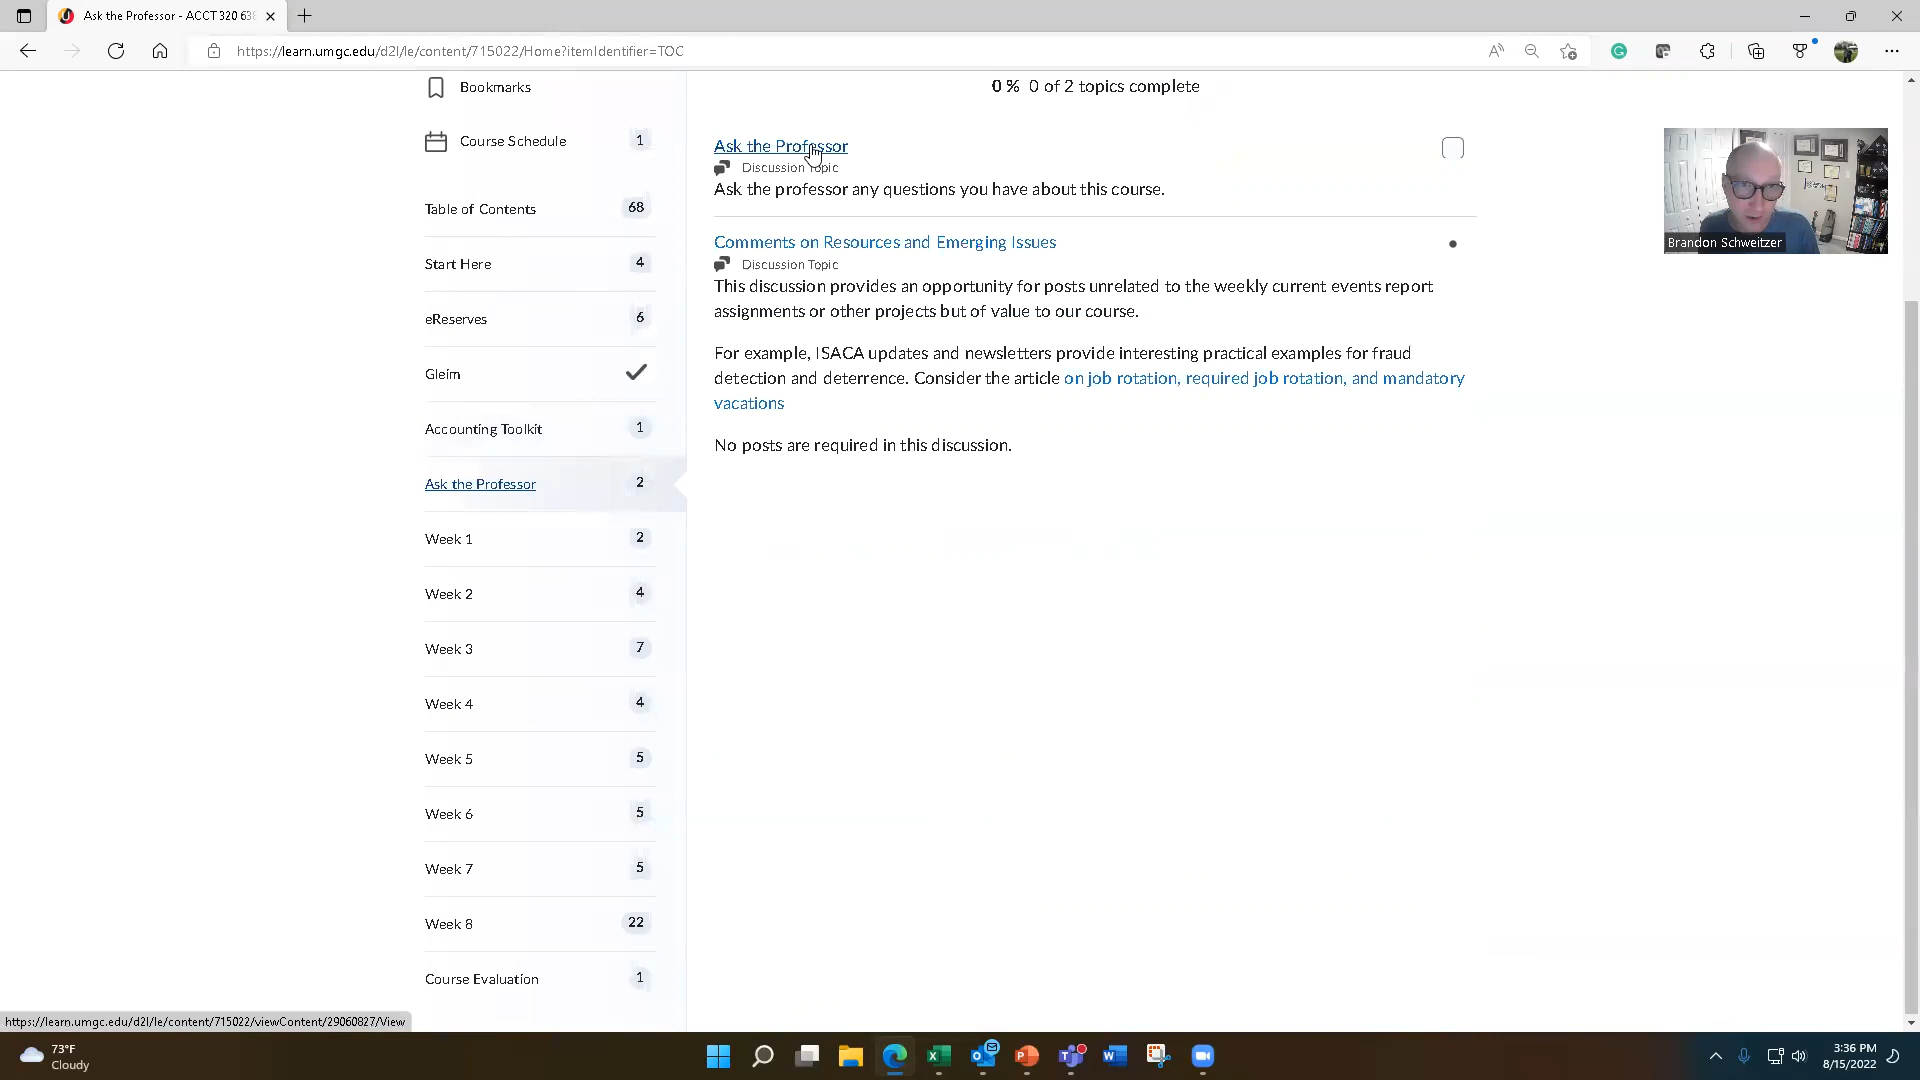 Ask the Professor - ACCT 320 638
https://learn.umgc.edu/d2l/le/content/715022/Home?itemIdentifier=TOC
Bookmarks
Course Schedule 1
Table of Contents 68
Start Here 4
eReserves 6
Gleim
Accounting Toolkit 1
Ask the Professor 2
Week 1 2
Week 2 4
Week 3 7
Week 4 4
Week 5 5
Week 6 5
Week 7 5
Week 8 22
Course Evaluation 1
0 % 0 of 2 topics complete
Ask the Professor
Discussion Topic
Ask the professor any questions you have about this course.
Comments on Resources and Emerging Issues
Discussion Topic
This discussion provides an opportunity for posts unrelated to the weekly current events report
assignments or other projects but of value to our course.
For example, ISACA updates and newsletters provide interesting practical examples for fraud
detection and deterrence. Consider the article on job rotation, required job rotation, and mandatory
vacations
No posts are required in this discussion.
Brandon Schweitzer
https://learn.umgc.edu/d2l/le/content/715022/viewContent/29060827/View
73°F
Cloudy
3:36 PM
8/15/2022